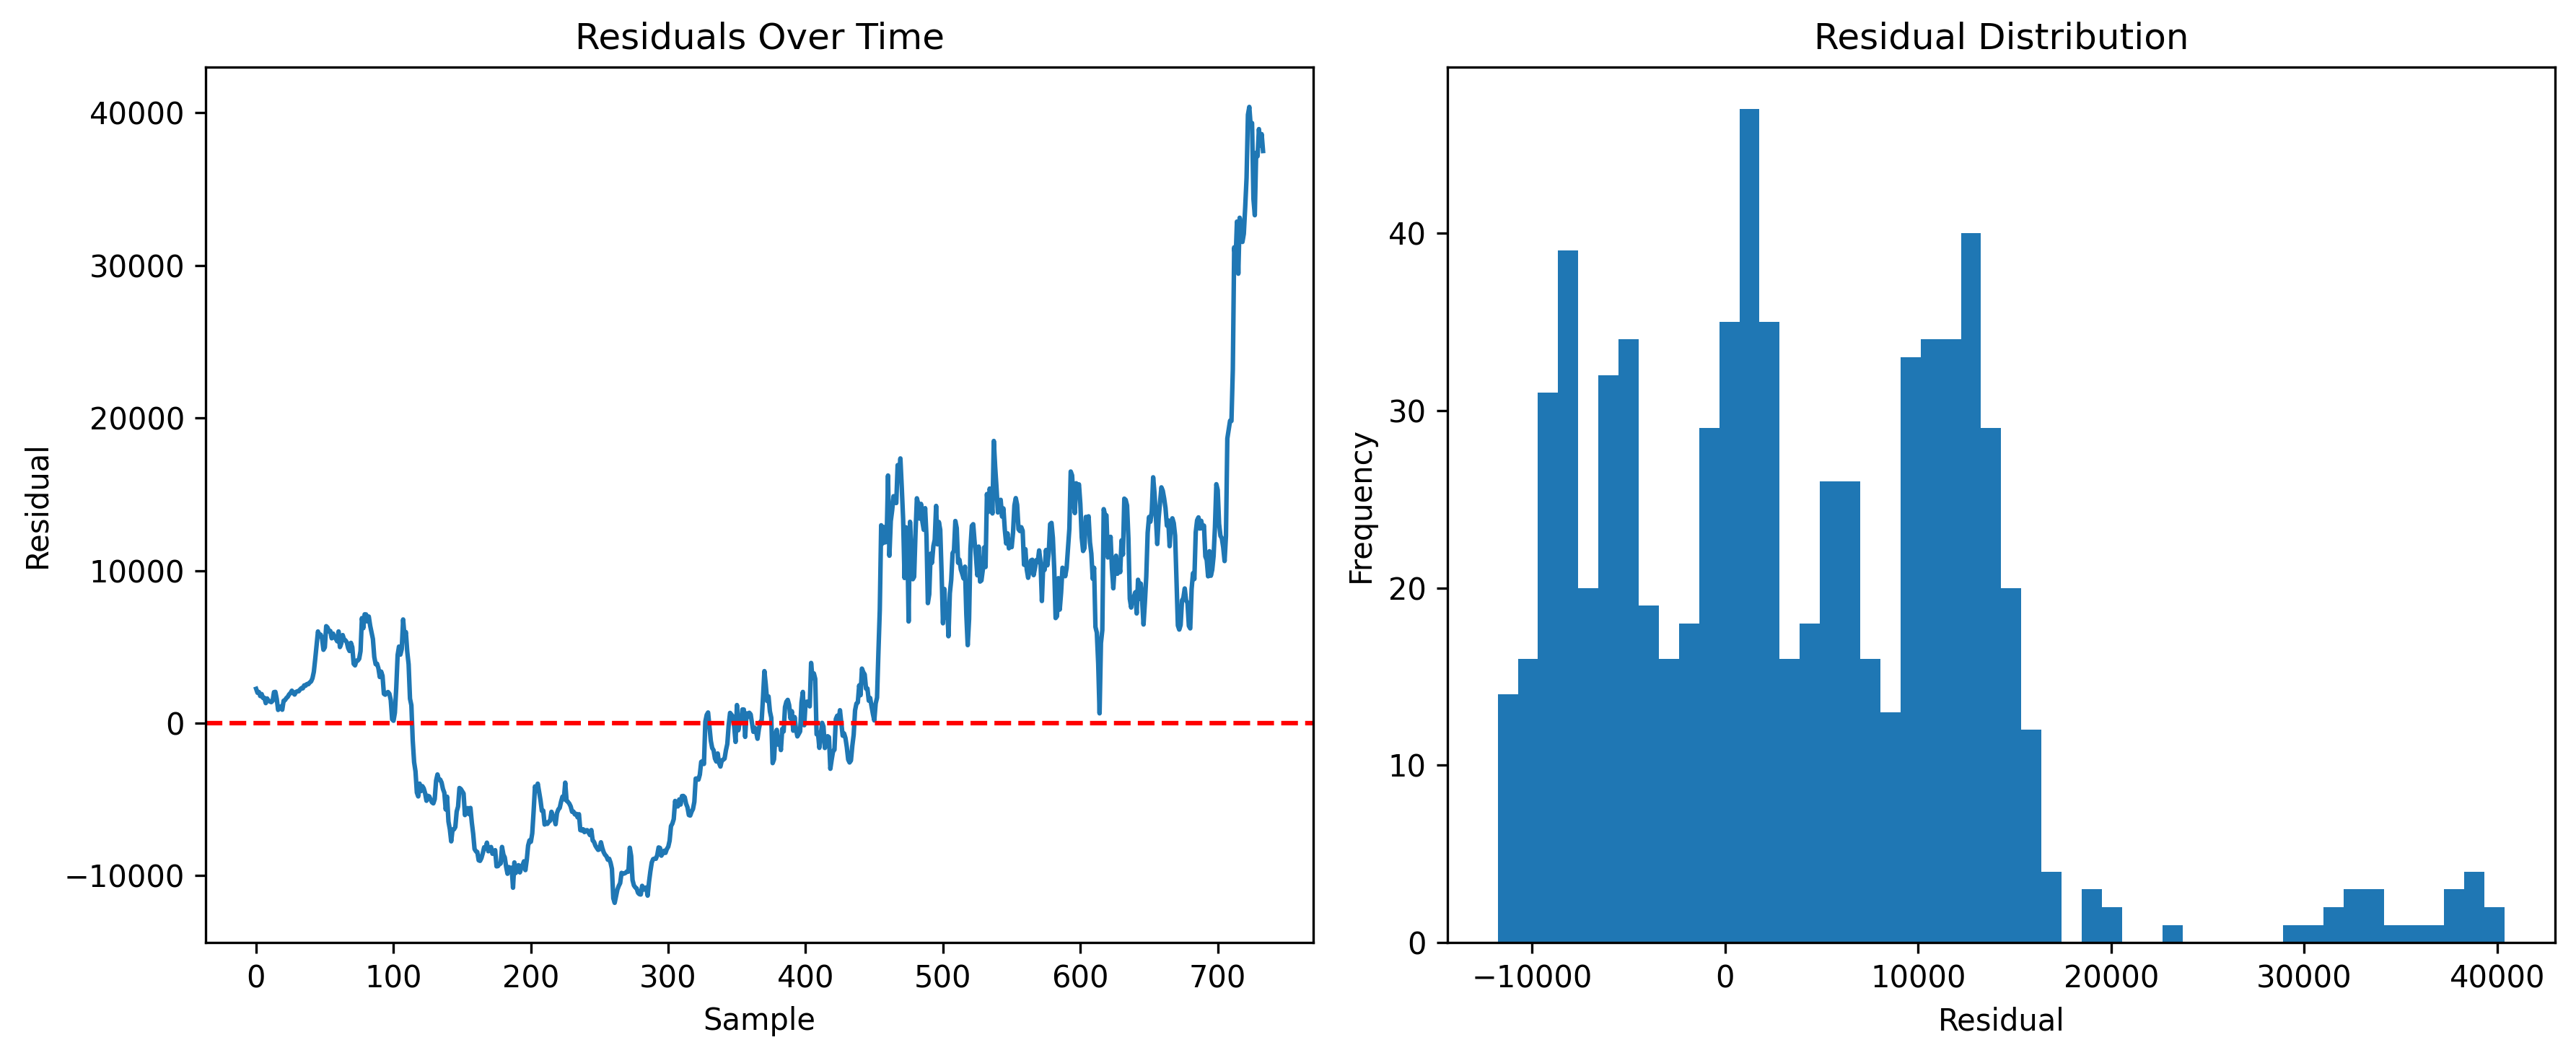 Residuals Over Time
Residual
40000
30000
20000
10000
0
−10000
0 100 200 300 400 500 600 700
Sample
Residual Distribution
Frequency
40
30
20
10
0
−10000 0 10000 20000 30000 40000
Residual